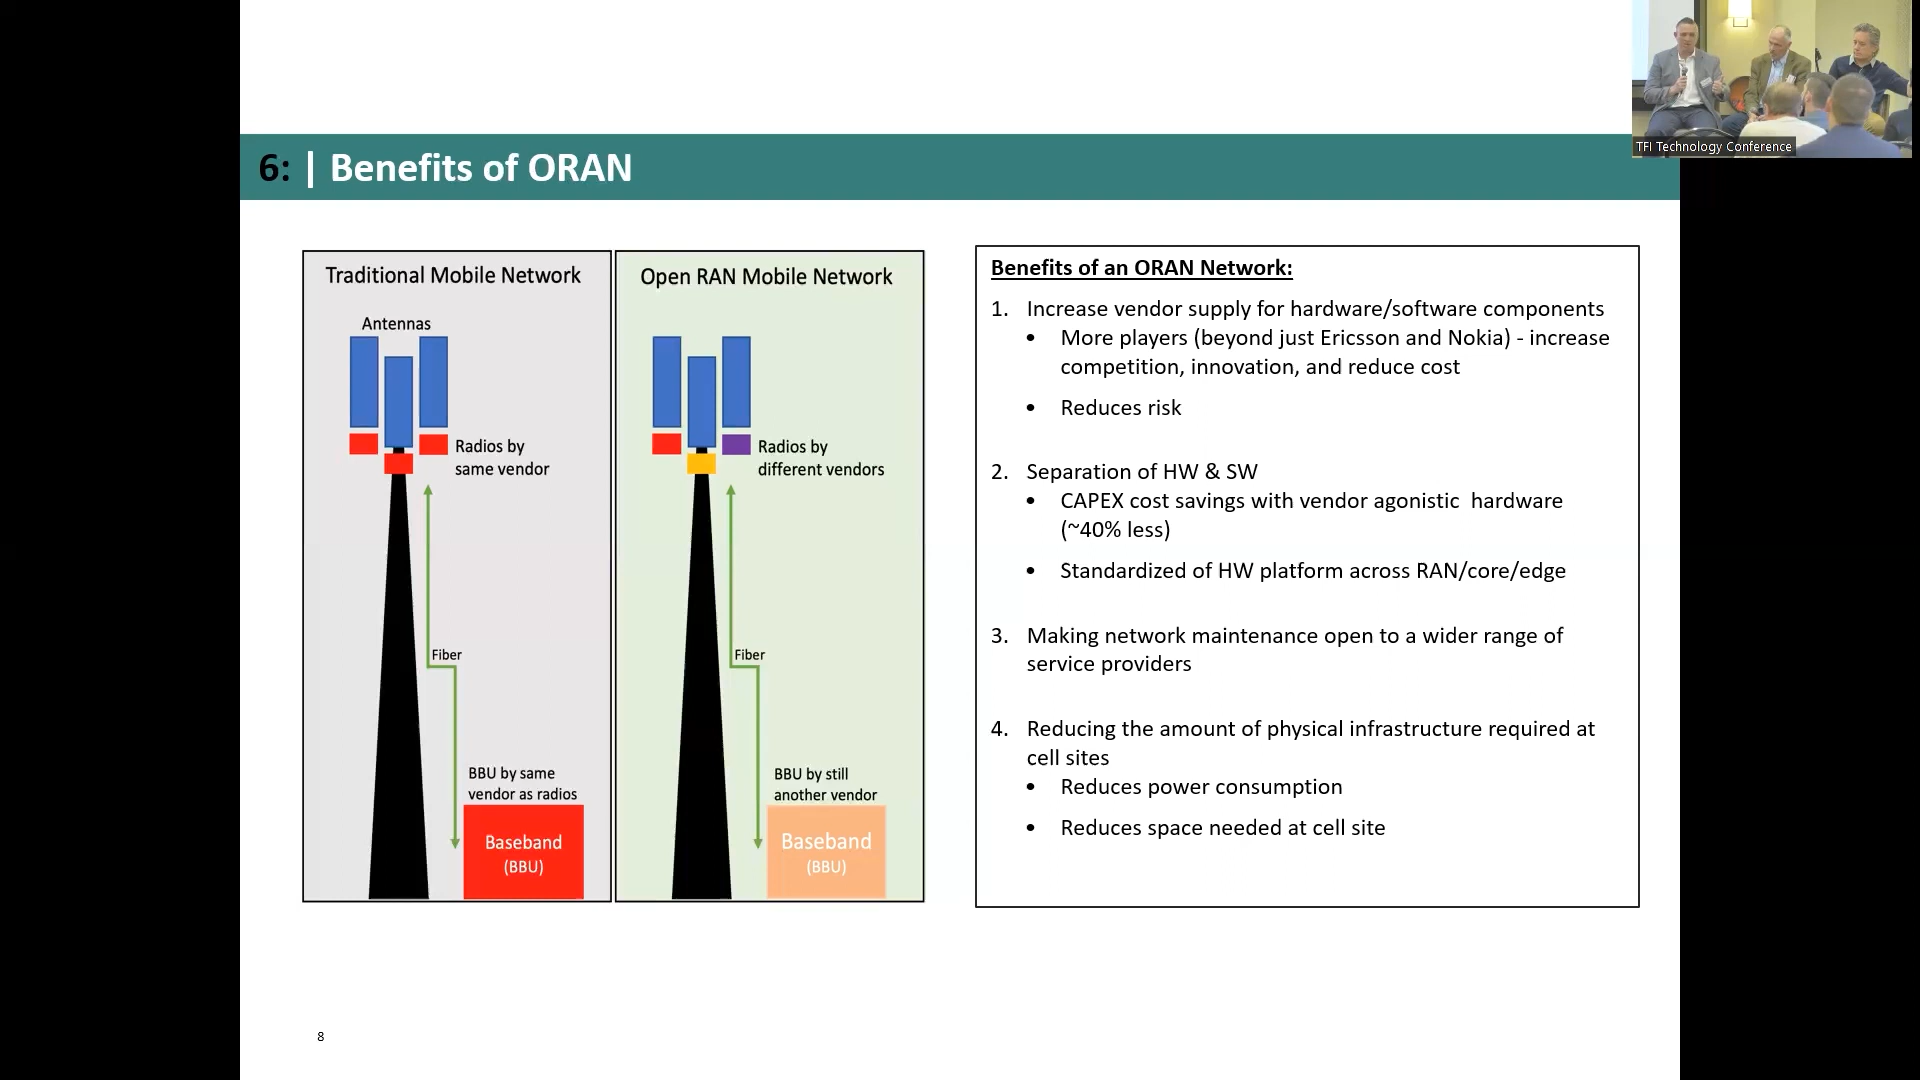 TFI Technology Conference
6: | Benefits of ORAN
Traditional Mobile Network
Antennas
Radios by
same vendor
Fiber
BBU by same
vendor as radios
Baseband
(BBU)
Open RAN Mobile Network
Radios by
different vendors
Fiber
BBU by still
another vendor
Baseband
(BBU)
Benefits of an ORAN Network:
1. Increase vendor supply for hardware/software components
• More players (beyond just Ericsson and Nokia) - increase
competition, innovation, and reduce cost
• Reduces risk
2. Separation of HW & SW
• CAPEX cost savings with vendor agonistic hardware
(~40% less)
• Standardized of HW platform across RAN/core/edge
3. Making network maintenance open to a wider range of
service providers
4. Reducing the amount of physical infrastructure required at
cell sites
• Reduces power consumption
• Reduces space needed at cell site
8